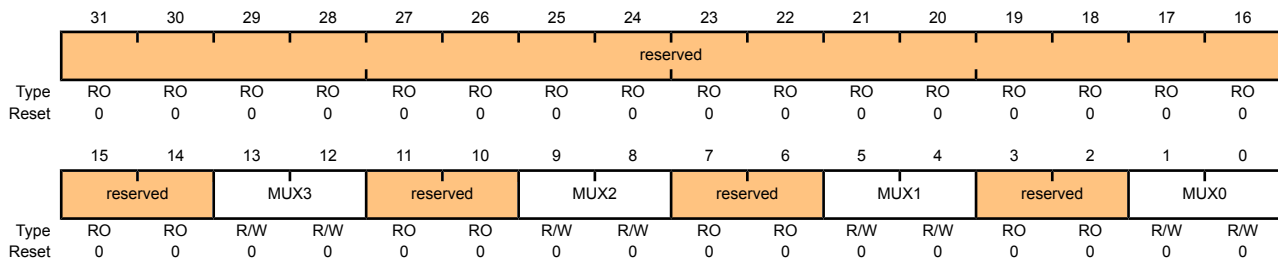 31 30 29 28 27 26 25 24 23 22 21 20 19 18 17 16
reserved
Type RO RO RO RO RO RO RO RO RO RO RO RO RO RO RO RO
Reset 0 0 0 0 0 0 0 0 0 0 0 0 0 0 0 0
15 14 13 12 11 10 9 8 7 6 5 4 3 2 1 0
reserved MUX3 reserved MUX2 reserved MUX1 reserved MUX0
Type RO RO R/W R/W RO RO R/W R/W RO RO R/W R/W RO RO R/W R/W
Reset 0 0 0 0 0 0 0 0 0 0 0 0 0 0 0 0